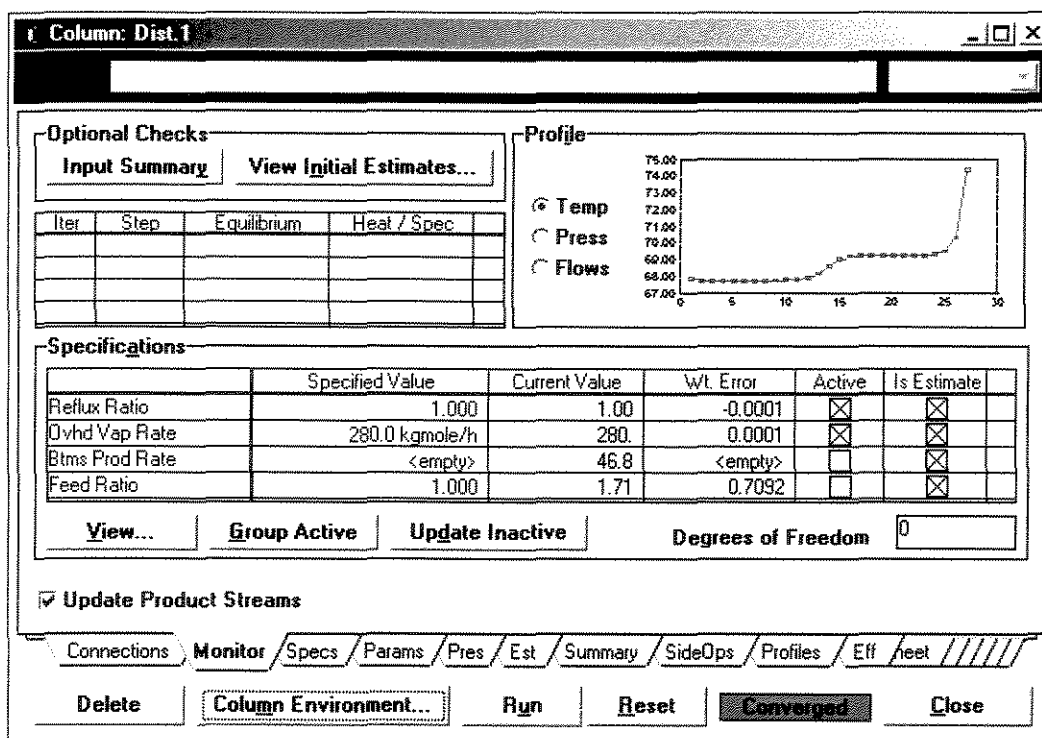 Column: Dist.1
Optional Checks
Input Summary View Initial Estimates...
Iter Step Equilibrium Heat / Spec
Profile
Temp
Press
Flows
75.00
74.00
73.00
72.00
71.00
70.00
69.00
68.00
67.00
0 5 10 15 20 25 30
Specifications
Specified Value Current Value Wt. Error Active Is Estimate
Reflux Ratio 1.000 1.00 -0.0001
Ovhd Vap Rate 280.0 kgmole/h 280. 0.0001
Btms Prod Rate <empty> 46.8 <empty>
Feed Ratio 1.000 1.71 0.7092
View... Group Active Update Inactive Degrees of Freedom 0
Update Product Streams
Connections Monitor Specs Params Pres Est Summary SideOps Profiles Eff heet
Delete Column Environment... Run Reset Converged Close